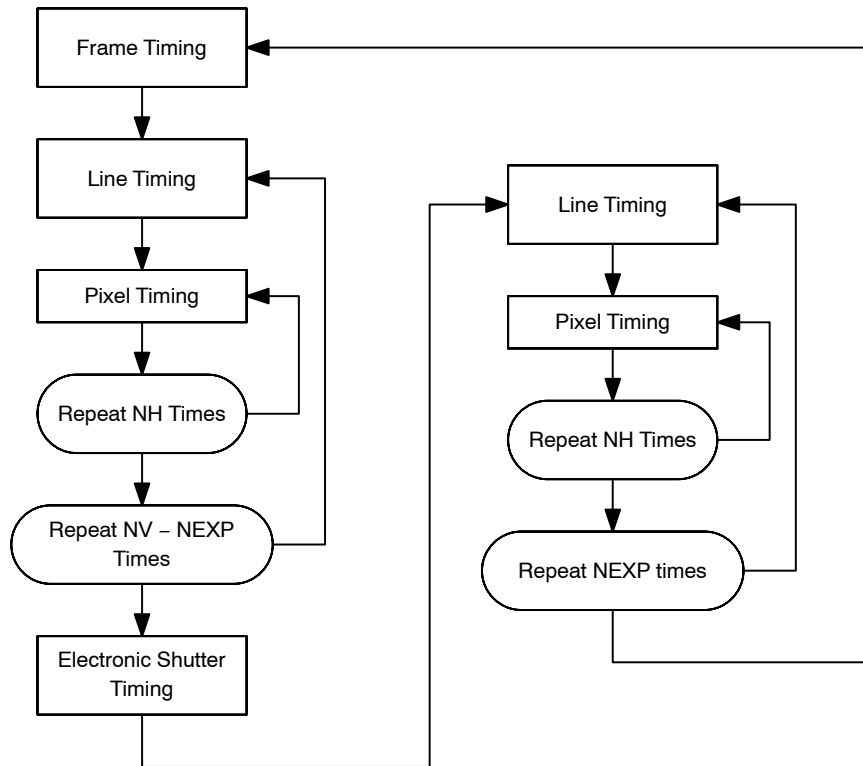 Frame Timing
Line Timing
Pixel Timing
Repeat NH Times
Repeat NV – NEXP
Times
Electronic Shutter
Timing
Line Timing
Pixel Timing
Repeat NH Times
Repeat NEXP times